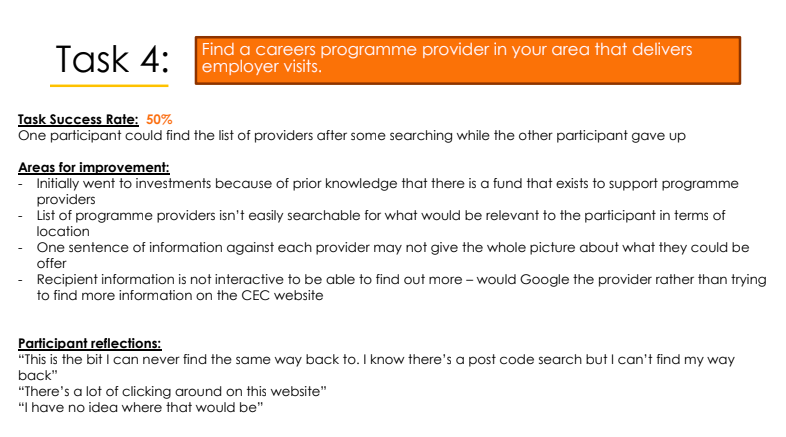 Task 4:
Find a careers programme provider in your area that delivers
employer visits.
Task Success Rate: 50%
One participant could find the list of providers after some searching while the other participant gave up
Areas for improvement:
- Initially went to investments because of prior knowledge that there is a fund that exists to support programme
providers
- List of programme providers isn’t easily searchable for what would be relevant to the participant in terms of
location
- One sentence of information against each provider may not give the whole picture about what they could be
offer
- Recipient information is not interactive to be able to find out more – would Google the provider rather than trying
to find more information on the CEC website
Participant reflections:
“This is the bit I can never find the same way back to. I know there’s a post code search but I can’t find my way
back”
“There’s a lot of clicking around on this website”
“I have no idea where that would be”